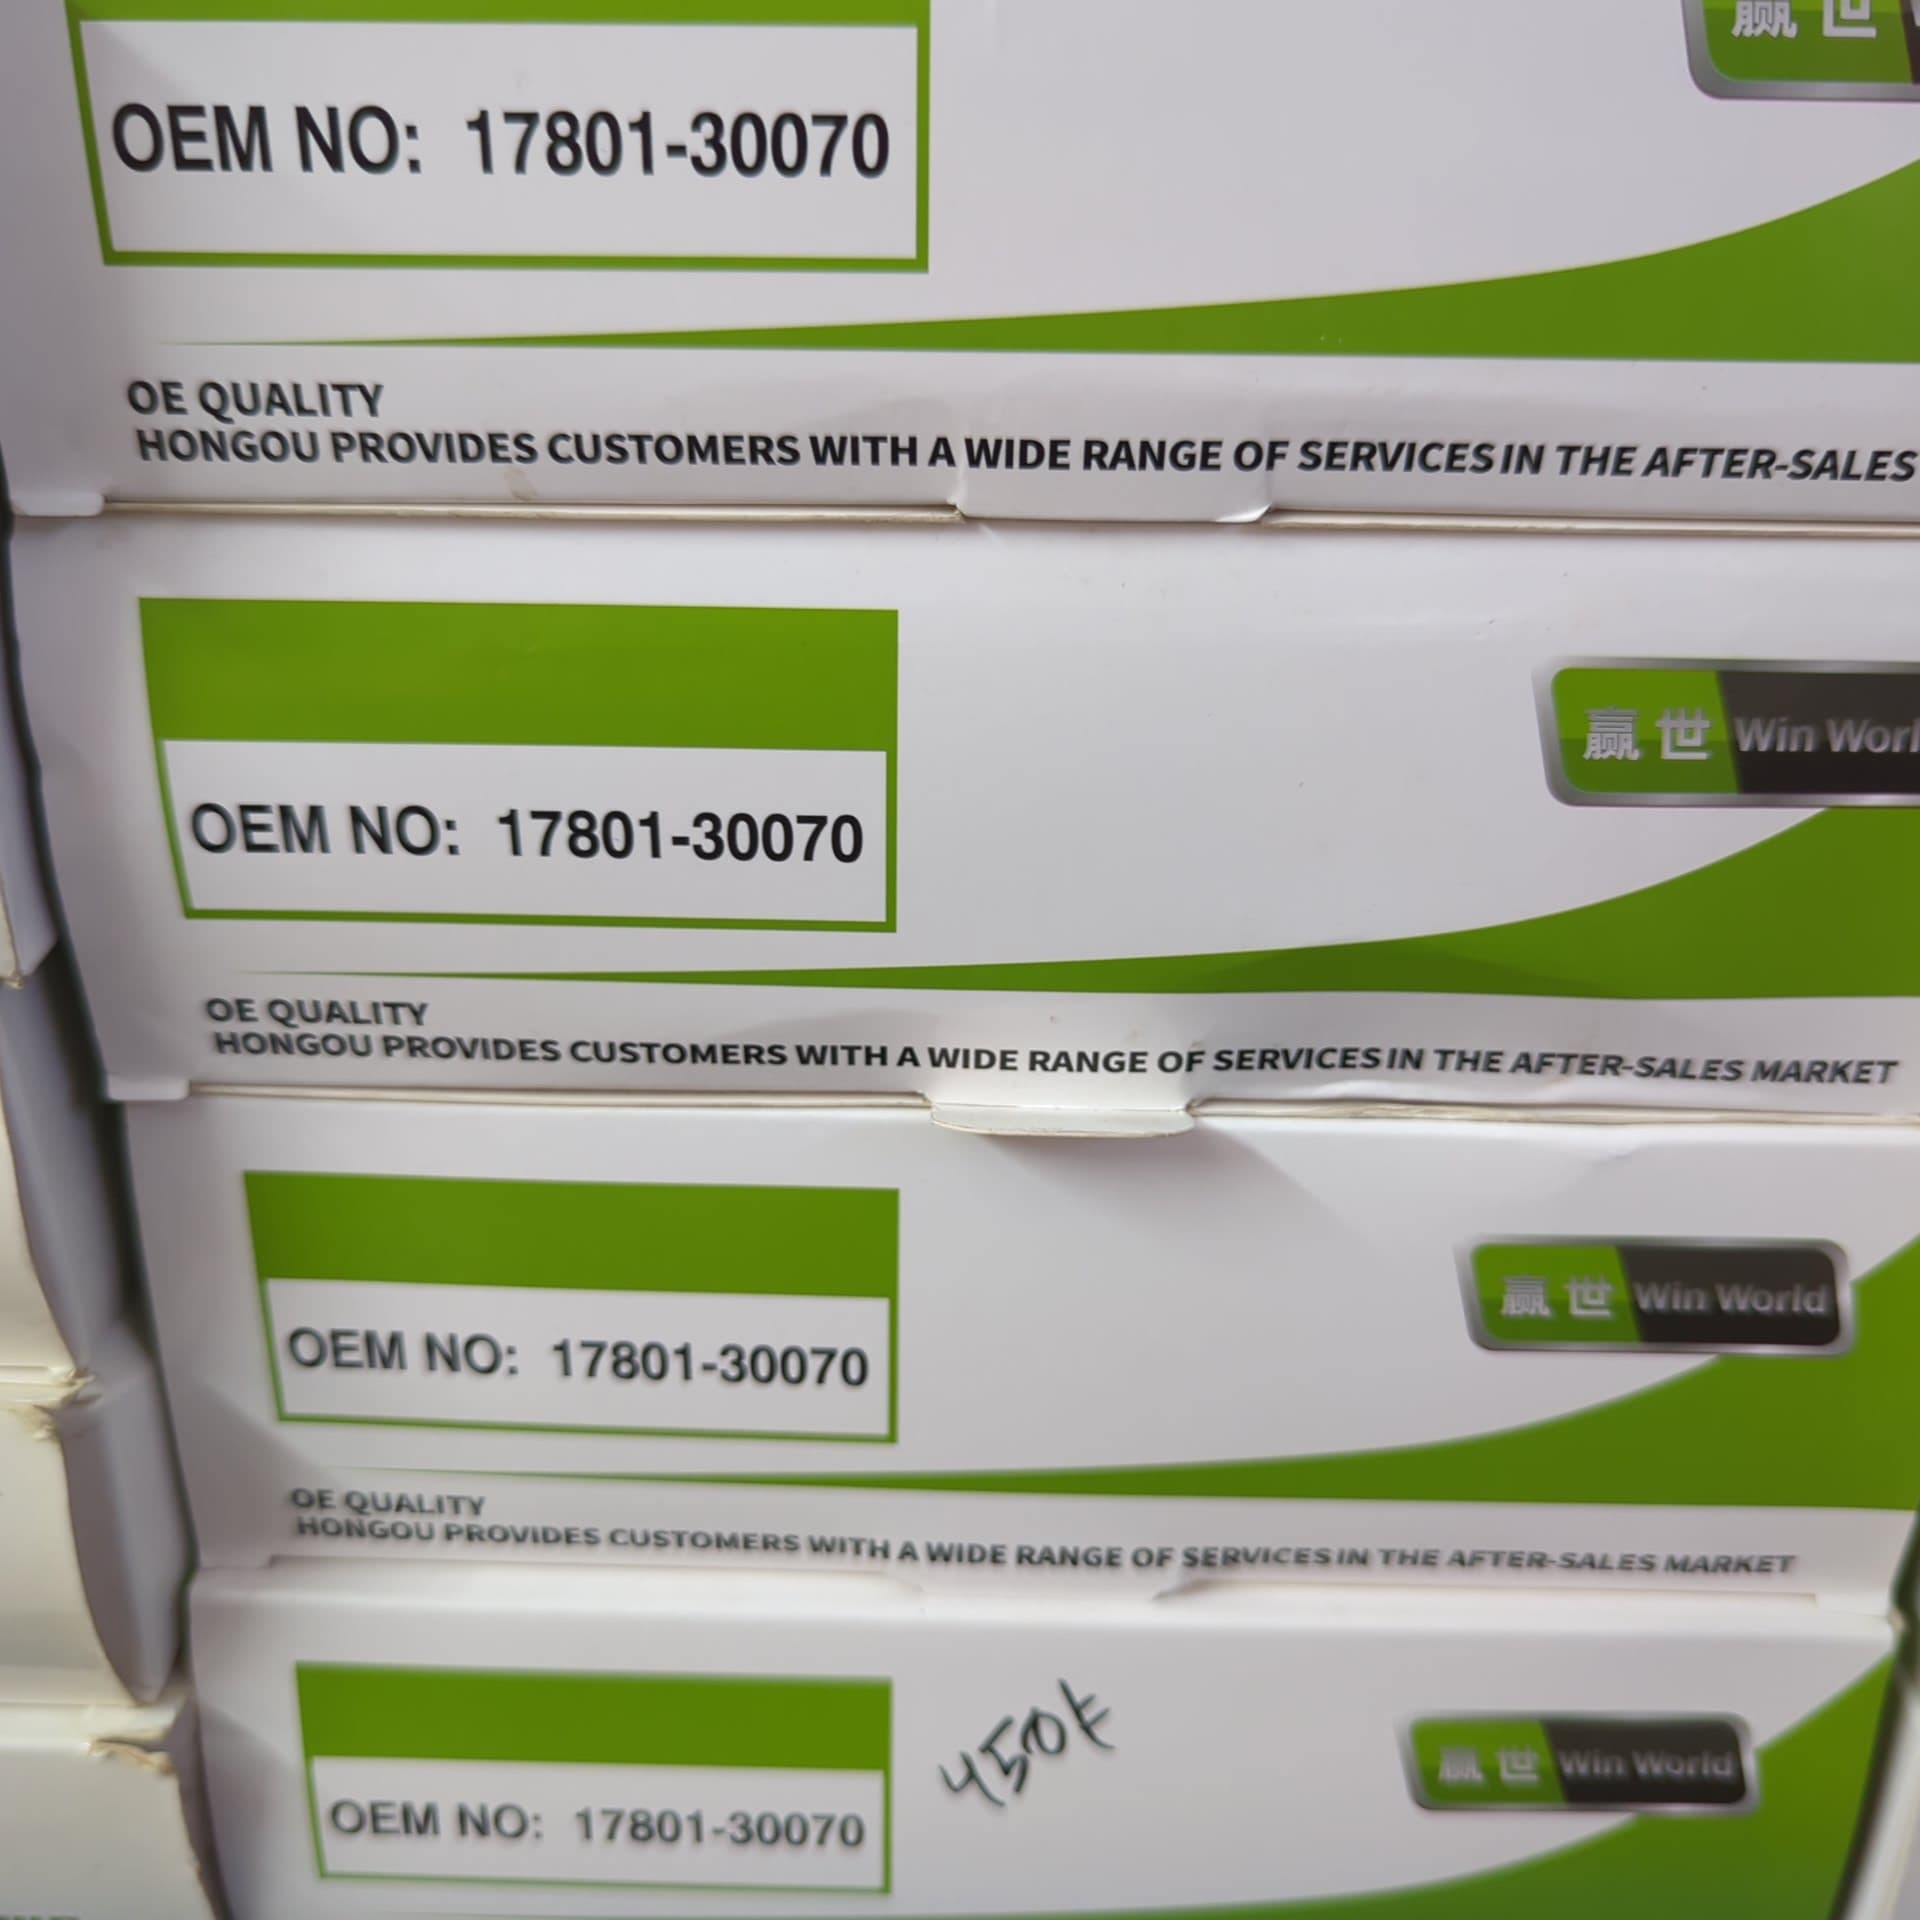 赢世
OEM NO: 17801-30070
OE QUALITY
HONGOU PROVIDES CUSTOMERS WITH A WIDE RANGE OF SERVICES IN THE AFTER-SALES
赢世 Win Worl
OEM NO: 17801-30070
OE QUALITY
HONGOU PROVIDES CUSTOMERS WITH A WIDE RANGE OF SERVICES IN THE AFTER-SALES MARKET
赢世 Win World
OEM NO: 17801-30070
OE QUALITY
HONGOU PROVIDES CUSTOMERS WITH A WIDE RANGE OF SERVICES IN THE AFTER-SALES MARKET
450t
赢世 Win World
OEM NO: 17801-30070